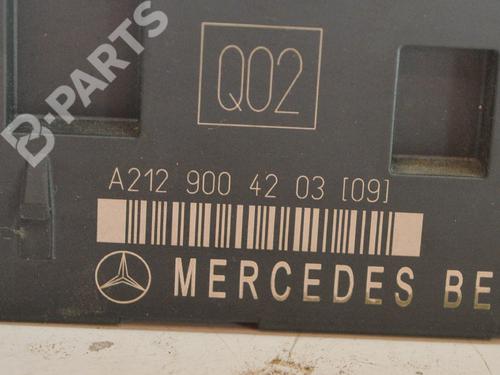 B-PARTS
Q02
A212 900 42 03 [09]
MERCEDES BE